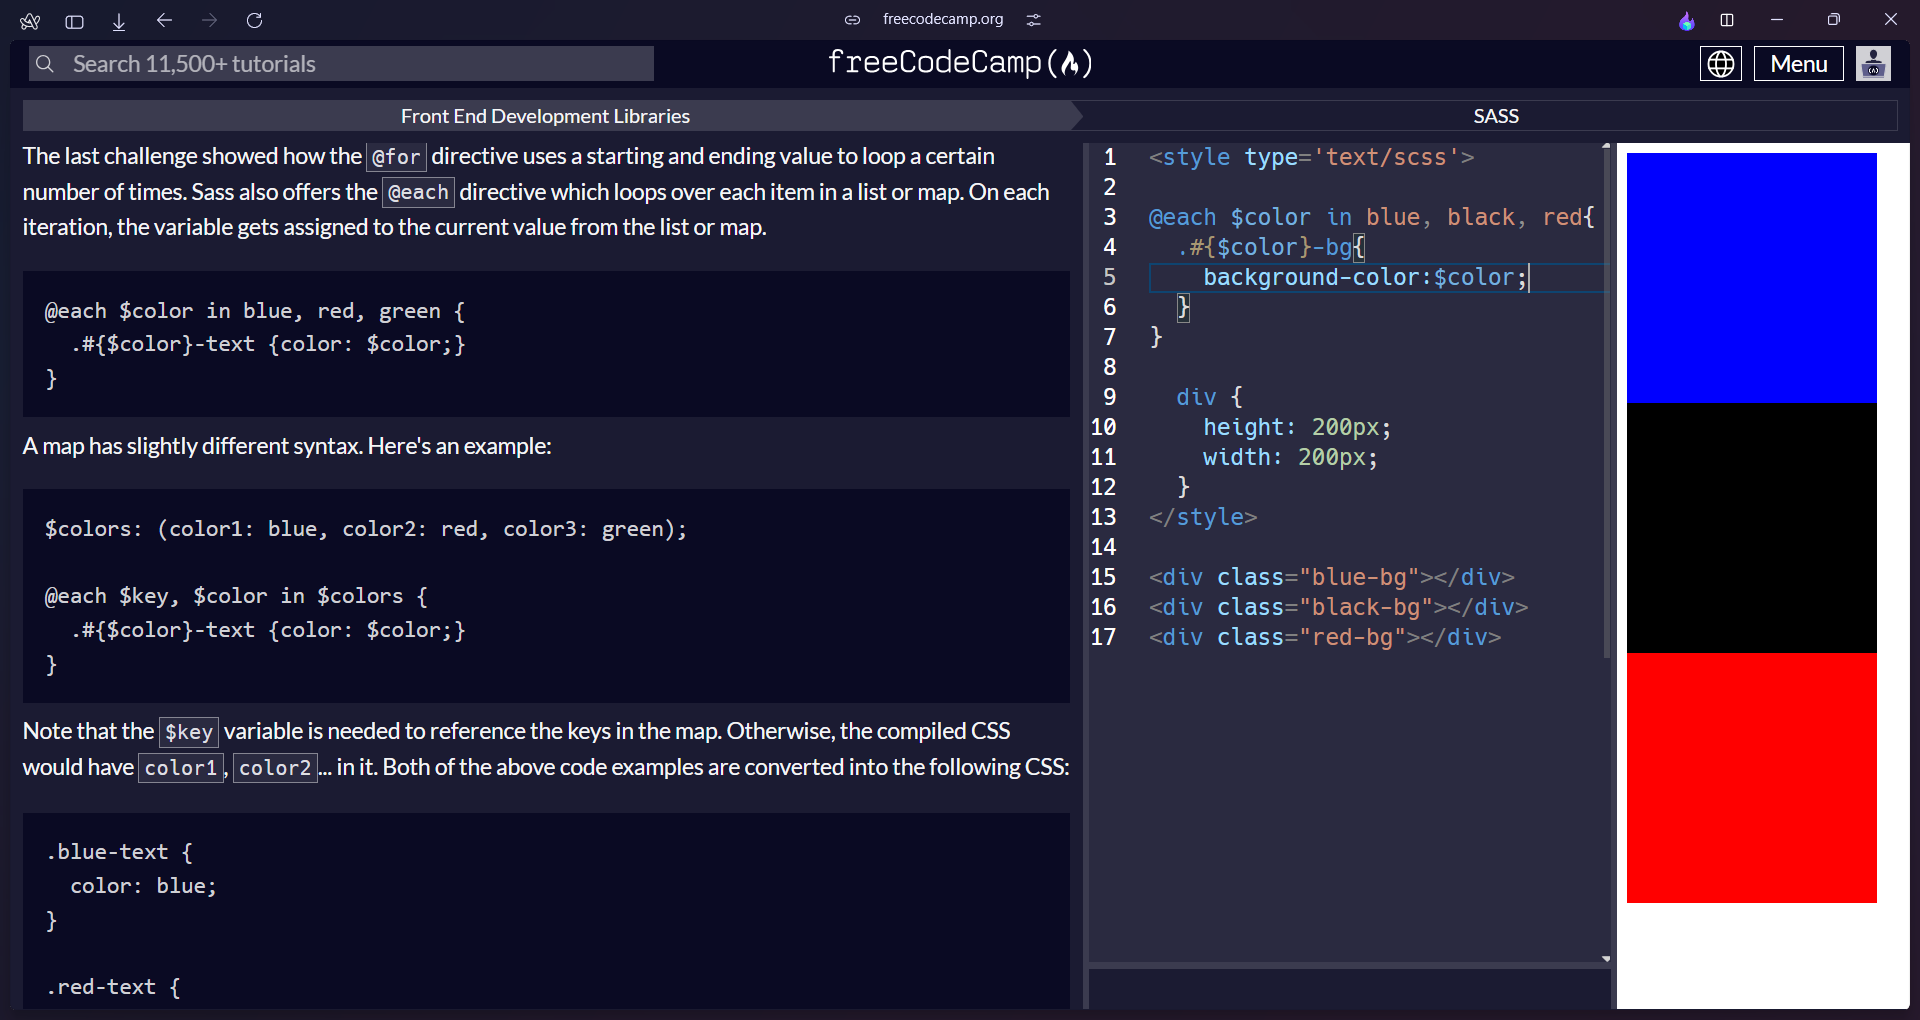 freecodecamp.org
Search 11,500+ tutorials
freeCodeCamp
Menu
Front End Development Libraries
SASS
The last challenge showed how the @for directive uses a starting and ending value to loop a certain
number of times. Sass also offers the @each directive which loops over each item in a list or map. On each
iteration, the variable gets assigned to the current value from the list or map.
@each $color in blue, red, green {
  .#{$color}-text {color: $color;}
}
A map has slightly different syntax. Here's an example:
$colors: (color1: blue, color2: red, color3: green);
@each $key, $color in $colors {
  .#{$color}-text {color: $color;}
}
Note that the $key variable is needed to reference the keys in the map. Otherwise, the compiled CSS
would have color1, color2... in it. Both of the above code examples are converted into the following CSS:
.blue-text {
  color: blue;
}
.red-text {
1 <style type='text/scss'>
2
3 @each $color in blue, black, red{
4   .#{$color}-bg{
5     background-color:$color;
6   }
7 }
8
9   div {
10     height: 200px;
11     width: 200px;
12   }
13 </style>
14
15 <div class="blue-bg"></div>
16 <div class="black-bg"></div>
17 <div class="red-bg"></div>